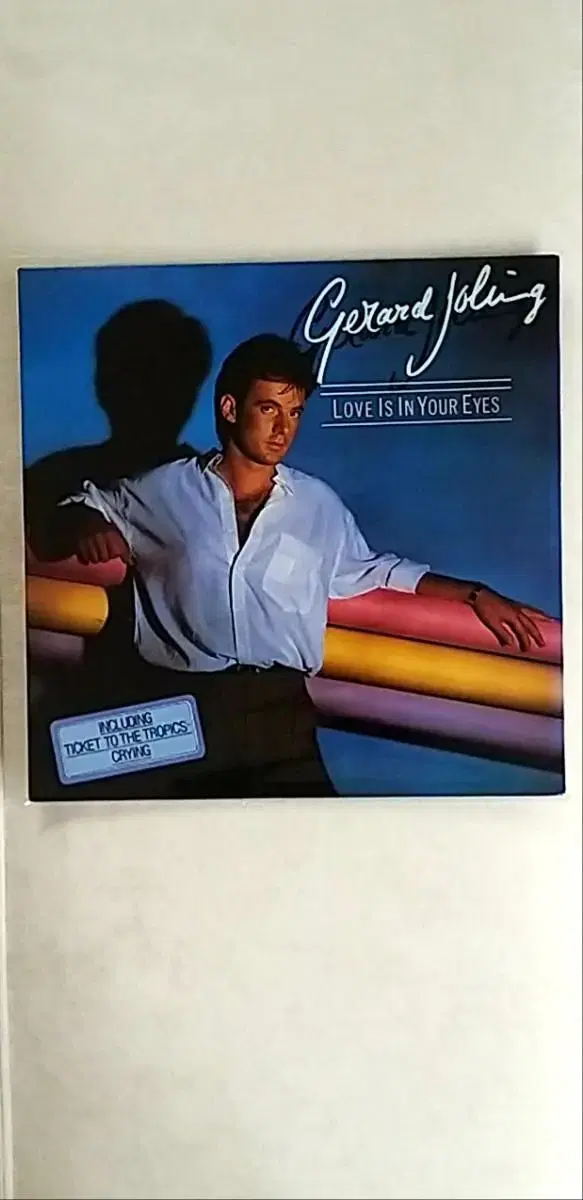 Gerard Joling
LOVE IS IN YOUR EYES
INCLUDING
TICKET TO THE TROPICS
CRYING